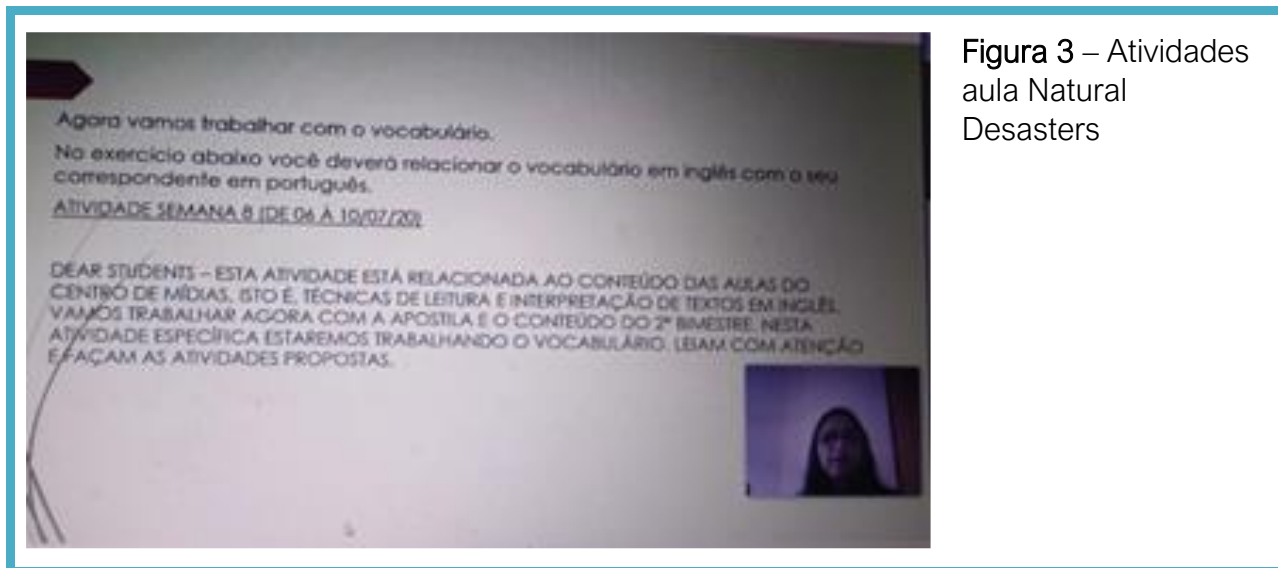 Agora vamos trabalhar com o vocabulário.
No exercício abaixo você deverá relacionar o vocabulário em inglês com o seu
correspondente em português.
ATIVIDADE SEMANA 8 (DE 06 À 10/07/20)
DEAR STUDENTS – ESTA ATIVIDADE ESTÁ RELACIONADA AO CONTEÚDO DAS AULAS DO
CENTRO DE MÍDIAS, ISTO É, TÉCNICAS DE LEITURA E INTERPRETAÇÃO DE TEXTOS EM INGLÊS.
VAMOS TRABALHAR AGORA COM A APOSTILA E O CONTEÚDO DO 2º BIMESTRE. NESTA
ATIVIDADE ESPECÍFICA ESTAREMOS TRABALHANDO O VOCABULÁRIO. LEIAM COM ATENÇÃO
E FAÇAM AS ATIVIDADES PROPOSTAS.
Figura 3 – Atividades
aula Natural
Desasters